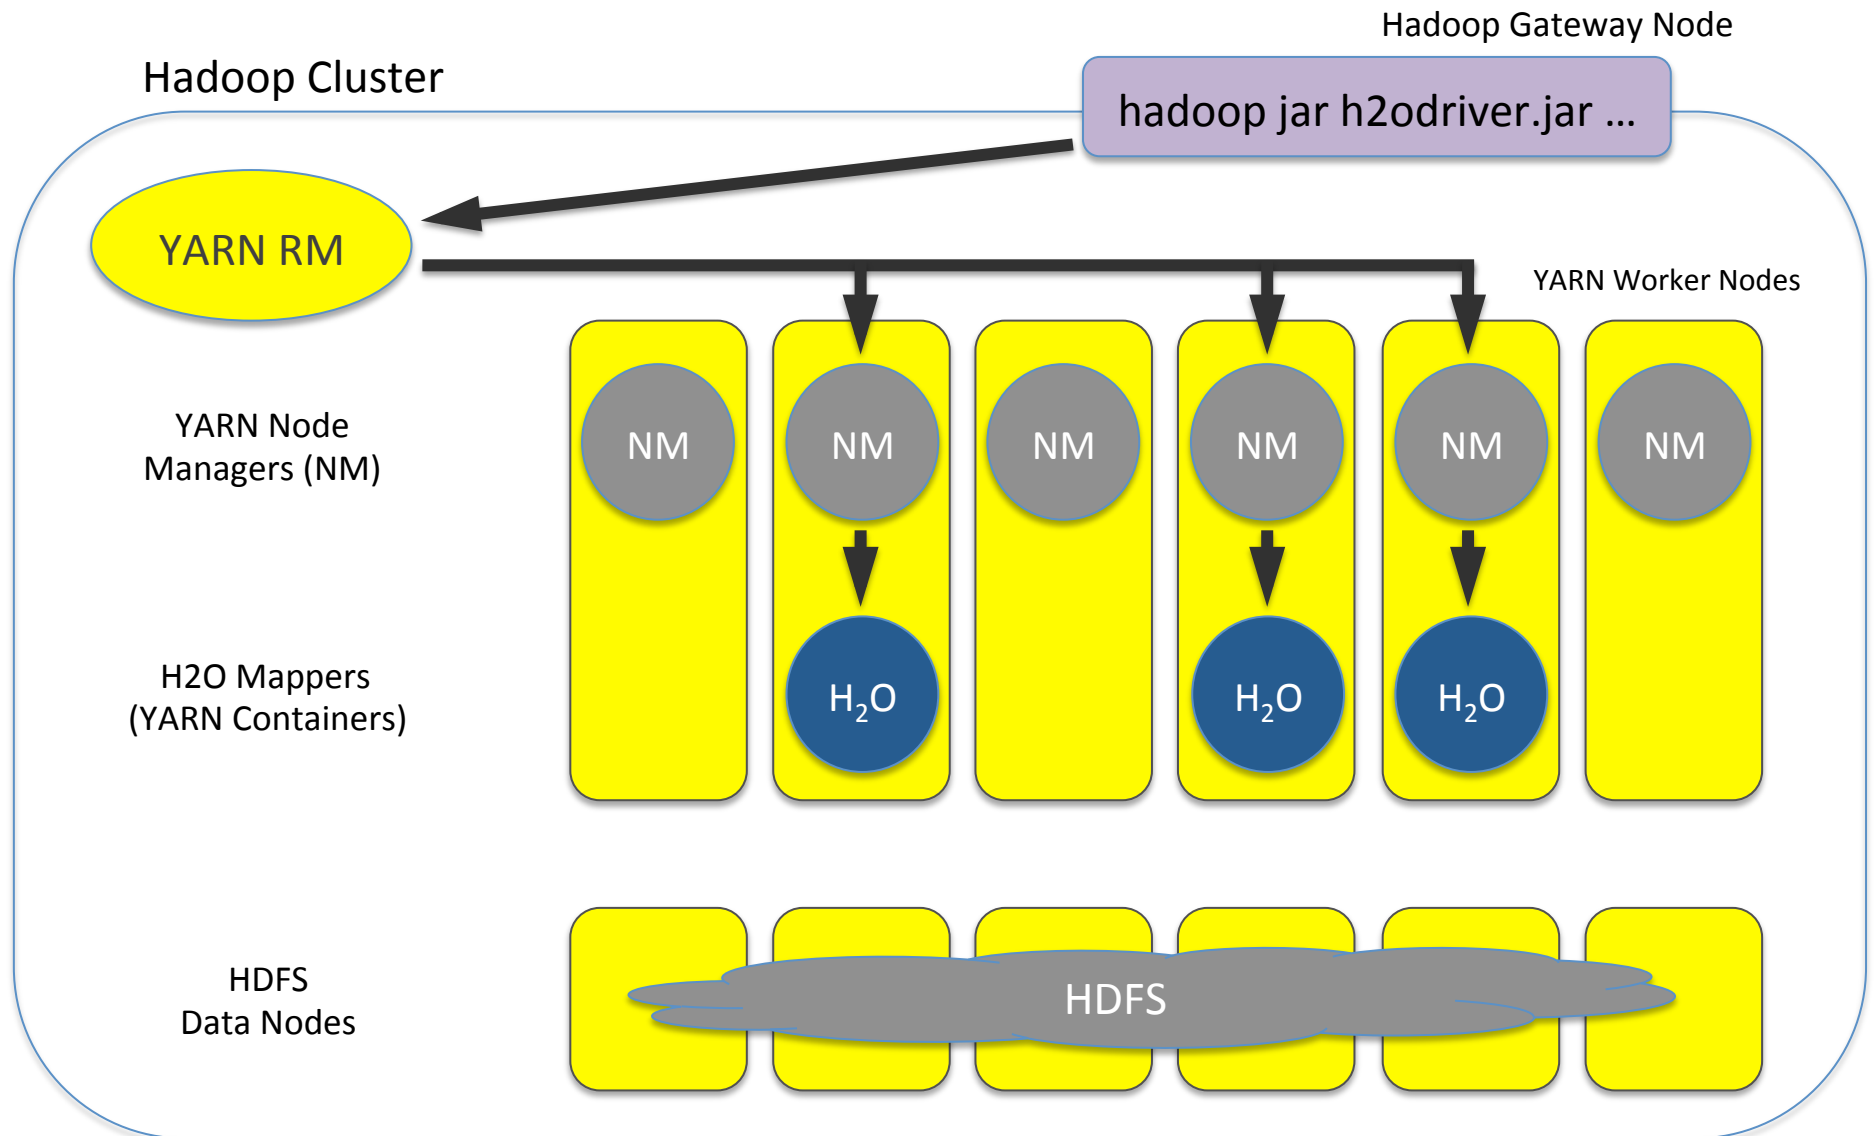 Hadoop Gateway Node
Hadoop Cluster
hadoop jar h2odriver.jar …
YARN RM
YARN Worker Nodes
YARN Node
Managers (NM)
NM
NM
NM
NM
NM
NM
H2O Mappers
(YARN Containers)
H₂O
H₂O
H₂O
HDFS
Data Nodes
HDFS